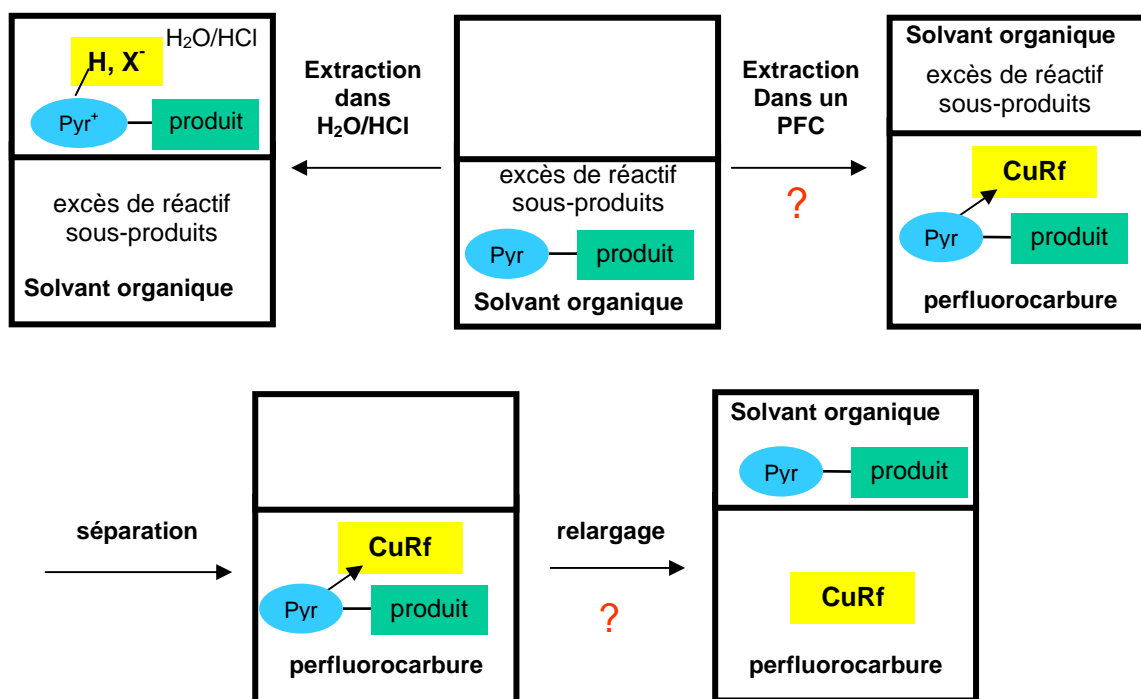 H₂O/HCl
H, X⁻
Pyr⁺
produit
excès de réactif
sous-produits
Solvant organique
Extraction
dans
H₂O/HCl
excès de réactif
sous-produits
Pyr
produit
Solvant organique
Extraction
Dans un
PFC
?
Solvant organique
excès de réactif
sous-produits
CuRf
Pyr
produit
perfluorocarbure
séparation
CuRf
Pyr
produit
perfluorocarbure
relargage
?
Solvant organique
Pyr
produit
CuRf
perfluorocarbure